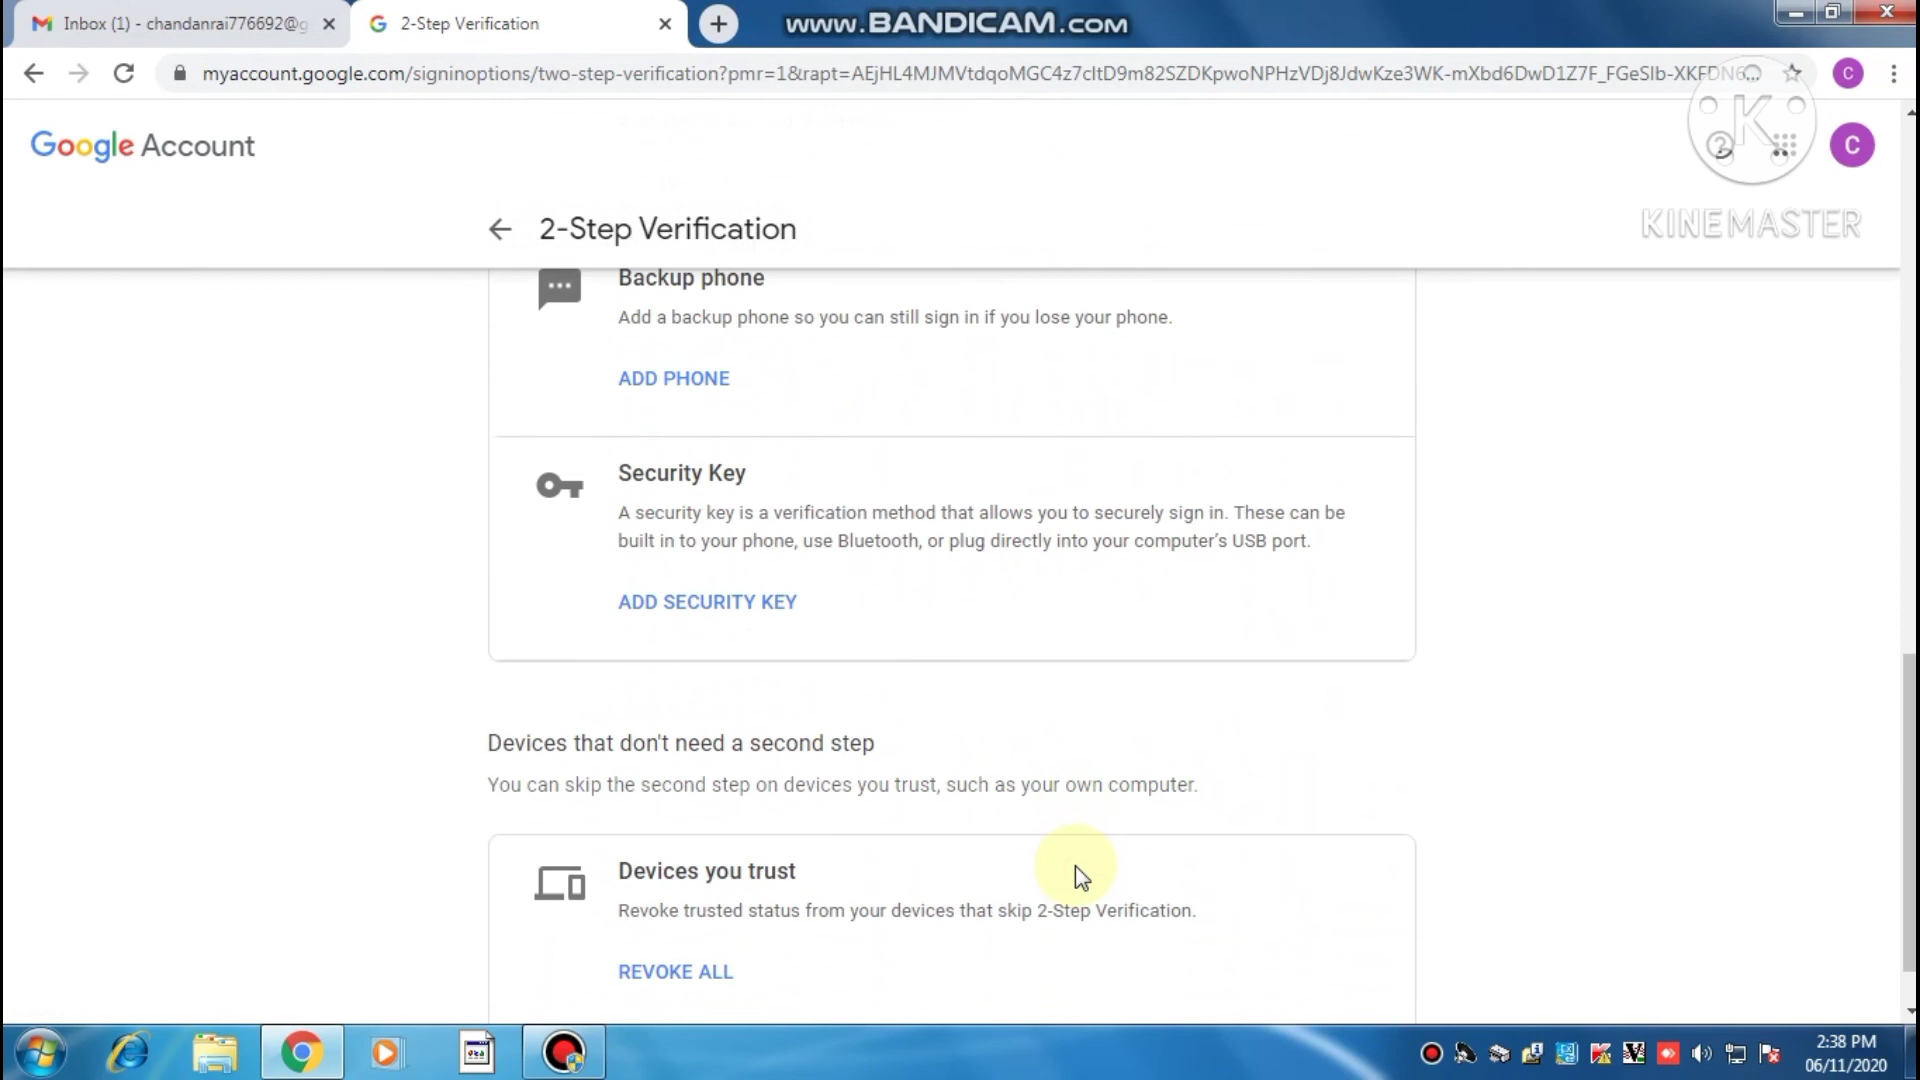 Inbox (1) - chandanrai776692@g
2-Step Verification
www.BANDICAM.com
myaccount.google.com/signinoptions/two-step-verification?pmr=1&rapt=AEjHL4MJMVtdqoMGC4z7cItD9m82SZDKpwoNPHzVDj8JdwKze3WK-mXbd6DwD1Z7F_FGeSIb-XKFDN6
C
Google Account
K
C
KINEMASTER
2-Step Verification
Backup phone
Add a backup phone so you can still sign in if you lose your phone.
ADD PHONE
Security Key
A security key is a verification method that allows you to securely sign in. These can be
built in to your phone, use Bluetooth, or plug directly into your computer's USB port.
ADD SECURITY KEY
Devices that don't need a second step
You can skip the second step on devices you trust, such as your own computer.
Devices you trust
Revoke trusted status from your devices that skip 2-Step Verification.
REVOKE ALL
2:38 PM
06/11/2020